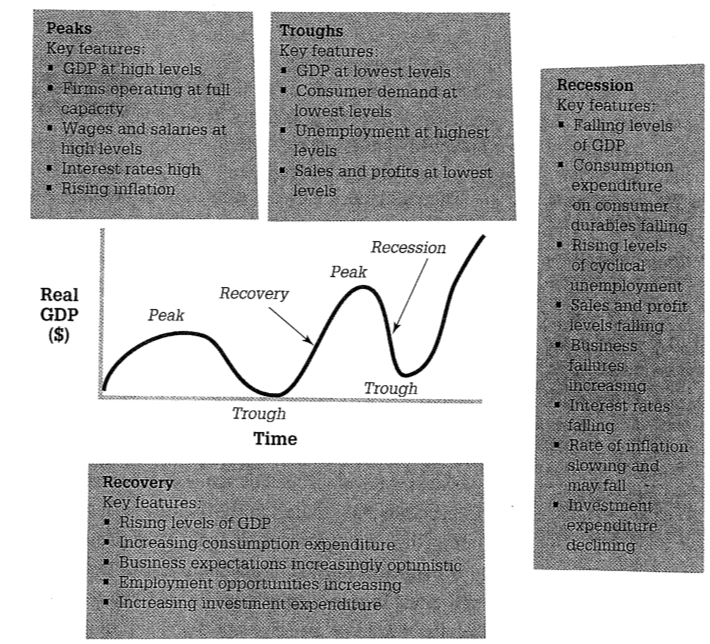 Peaks
Key features:
▪ GDP at high levels
▪ Firms operating at full
capacity
▪ Wages and salaries at
high levels
▪ Interest rates high
▪ Rising inflation
Troughs
Key features:
▪ GDP at lowest levels
▪ Consumer demand at
lowest levels
▪ Unemployment at highest
levels
▪ Sales and profits at lowest
levels
Recession
Key features:
▪ Falling levels
of GDP
▪ Consumption
expenditure
on consumer
durables falling
▪ Rising levels
of cyclical
unemployment
▪ Sales and profit
levels falling
▪ Business
failures
increasing
▪ Interest rates
falling
▪ Rate of inflation
slowing and
may fall
▪ Investment
expenditure
declining
Real
GDP
($)
Peak
Recovery
Peak
Recession
Trough
Trough
Time
Recovery
Key features:
▪ Rising levels of GDP
▪ Increasing consumption expenditure
▪ Business expectations increasingly optimistic
▪ Employment opportunities increasing
▪ Increasing investment expenditure